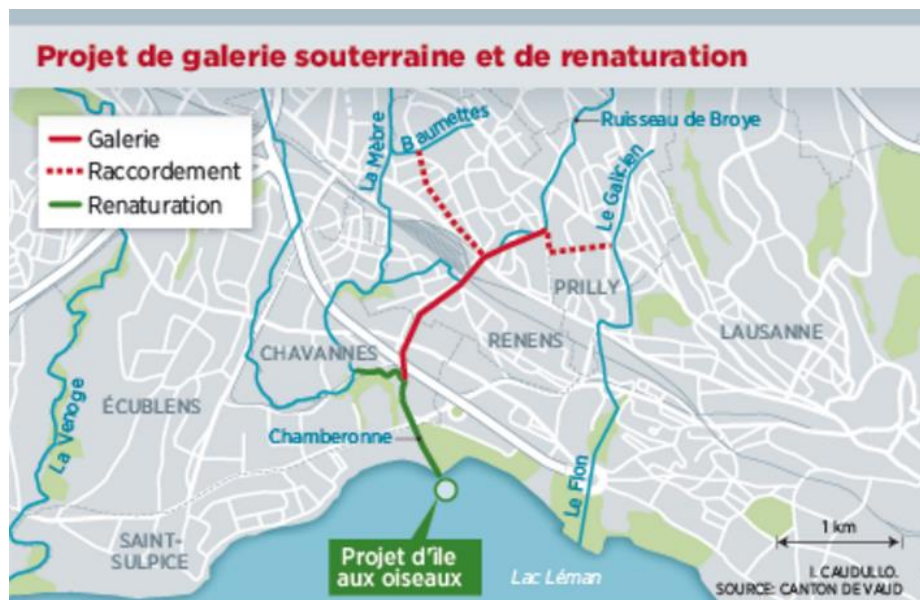 Projet de galerie souterraine et de renaturation
Galerie
Raccordement
Renaturation
La Mèbre
Baumettes
Ruisseau de Broye
Le Galicien
PRILLY
LAUSANNE
RENENS
CHAVANNES
ÉCUBLENS
La Venoge
Chamberonne
Le Flon
SAINT-
SULPICE
Projet d'île
aux oiseaux
Lac Léman
1 km
I. CAUDULLO.
SOURCE: CANTON DE VAUD